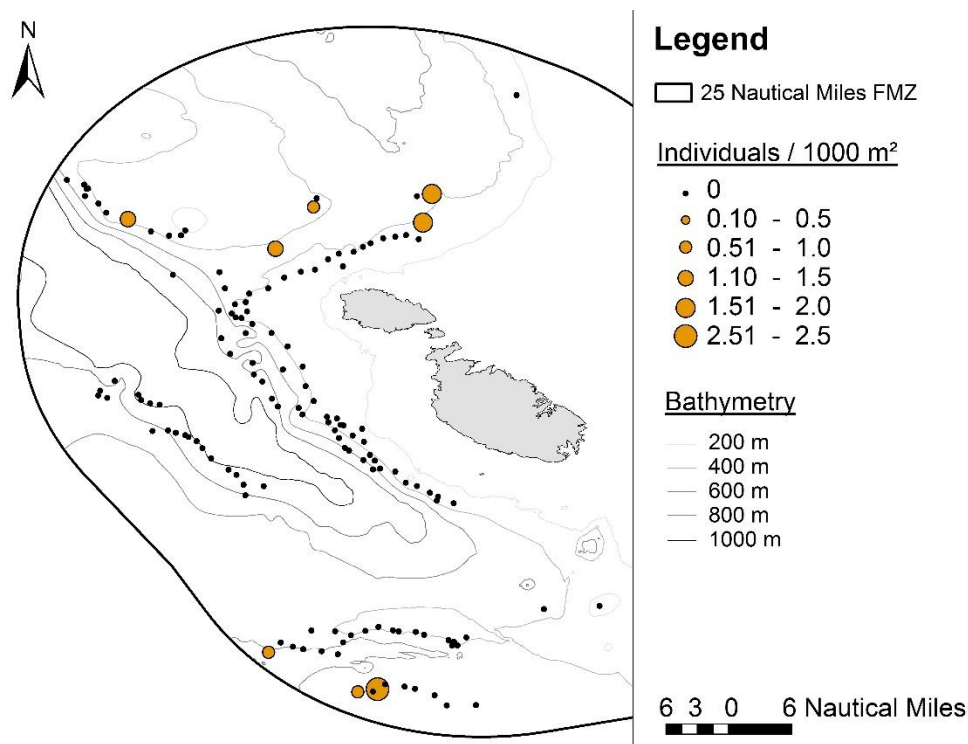 N
Legend
25 Nautical Miles FMZ
Individuals / 1000 m²
0
0.10 - 0.5
0.51 - 1.0
1.10 - 1.5
1.51 - 2.0
2.51 - 2.5
Bathymetry
200 m
400 m
600 m
800 m
1000 m
6 3 0 6 Nautical Miles